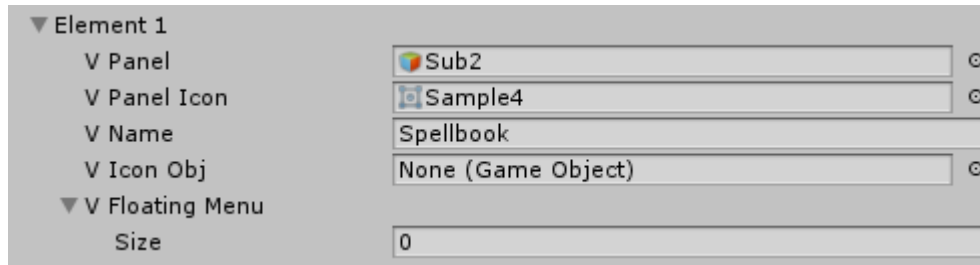 Element 1
V Panel Sub2
V Panel Icon Sample4
V Name Spellbook
V Icon Obj None (Game Object)
V Floating Menu
Size 0